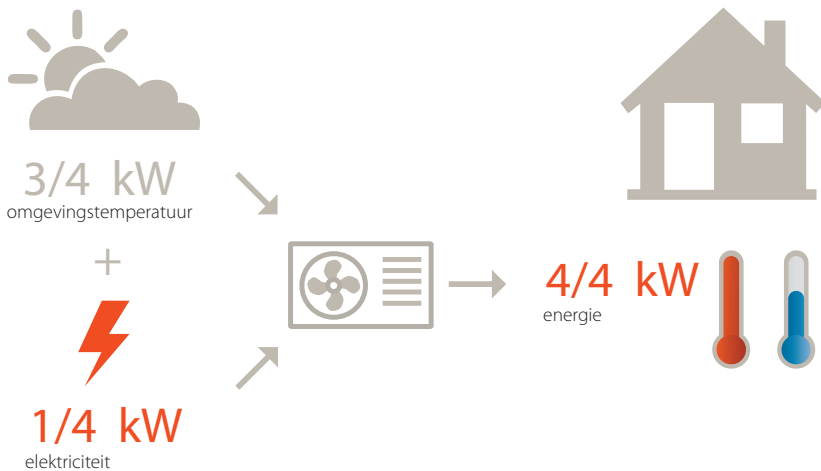 3/4 kW
omgevingstemperatuur
+
1/4 kW
elektriciteit
4/4 kW
energie